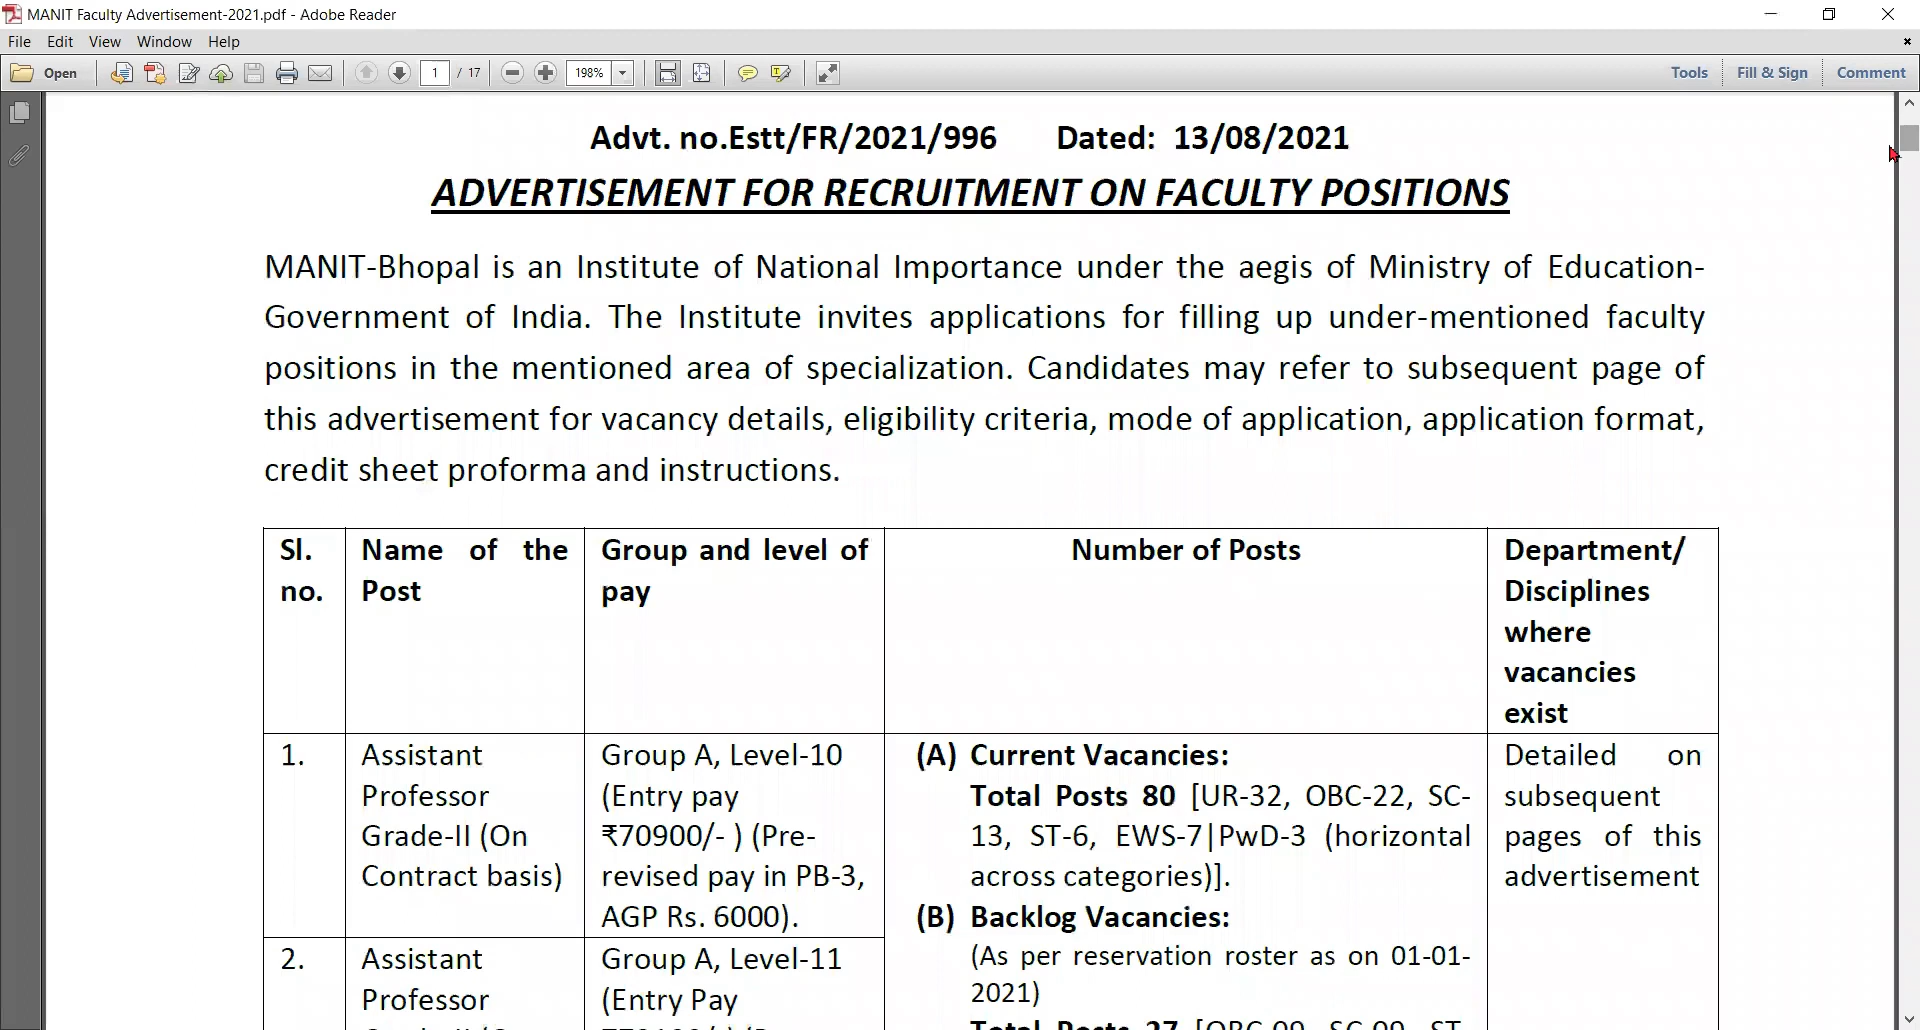 MANIT Faculty Advertisement-2021.pdf - Adobe Reader
File Edit View Window Help
Open 1 / 17 198% Tools Fill & Sign Comment
Advt. no.Estt/FR/2021/996 Dated: 13/08/2021
ADVERTISEMENT FOR RECRUITMENT ON FACULTY POSITIONS
MANIT-Bhopal is an Institute of National Importance under the aegis of Ministry of Education-
Government of India. The Institute invites applications for filling up under-mentioned faculty
positions in the mentioned area of specialization. Candidates may refer to subsequent page of
this advertisement for vacancy details, eligibility criteria, mode of application, application format,
credit sheet proforma and instructions.
Sl.
no.
Name of the
Post
Group and level of
pay
Number of Posts
Department/
Disciplines
where
vacancies
exist
1.
Assistant
Professor
Grade-II (On
Contract basis)
Group A, Level-10
(Entry pay
₹70900/- ) (Pre-
revised pay in PB-3,
AGP Rs. 6000).
(A) Current Vacancies:
Total Posts 80 [UR-32, OBC-22, SC-
13, ST-6, EWS-7|PwD-3 (horizontal
across categories)].
(B) Backlog Vacancies:
(As per reservation roster as on 01-01-
2021)
Detailed on
subsequent
pages of this
advertisement
2.
Assistant
Professor
Group A, Level-11
(Entry Pay